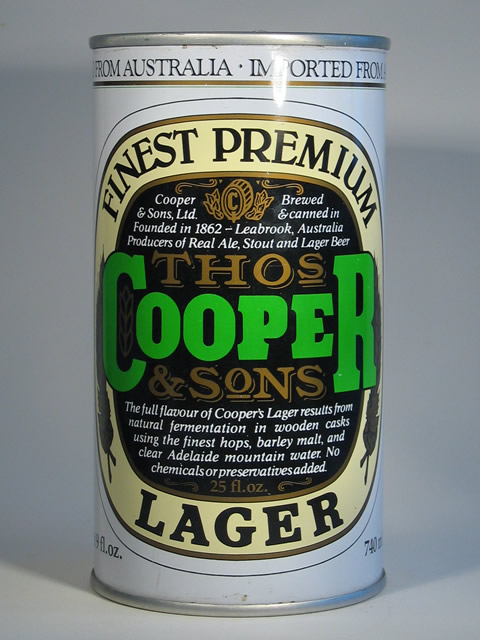 FROM AUSTRALIA · IMPORTED FROM
FINEST PREMIUM
C
Cooper Brewed
& Sons, Ltd. & canned in
Founded in 1862 – Leabrook, Australia
Producers of Real Ale, Stout and Lager Beer
THOS
COOPER
& SONS
The full flavour of Cooper's Lager results from
natural fermentation in wooden casks
using the finest hops, barley malt, and
clear Adelaide mountain water. No
chemicals or preservatives added.
25 fl.oz.
LAGER
fl.oz.
740